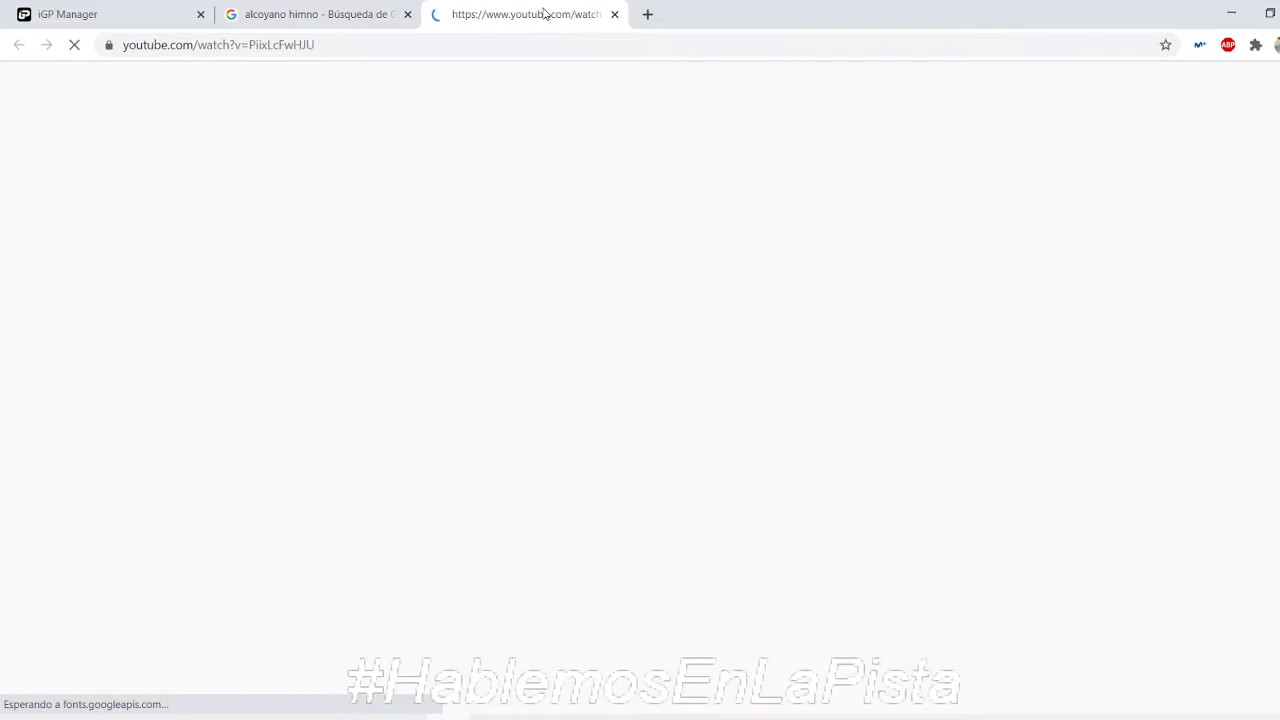 iGP Manager
alcoyano himno - Búsqueda de G
https://www.youtube.com/watch
youtube.com/watch?v=PiixLcFwHJU
M+
ABP
#HablemosEnLaPista
Esperando a fonts.googleapis.com...